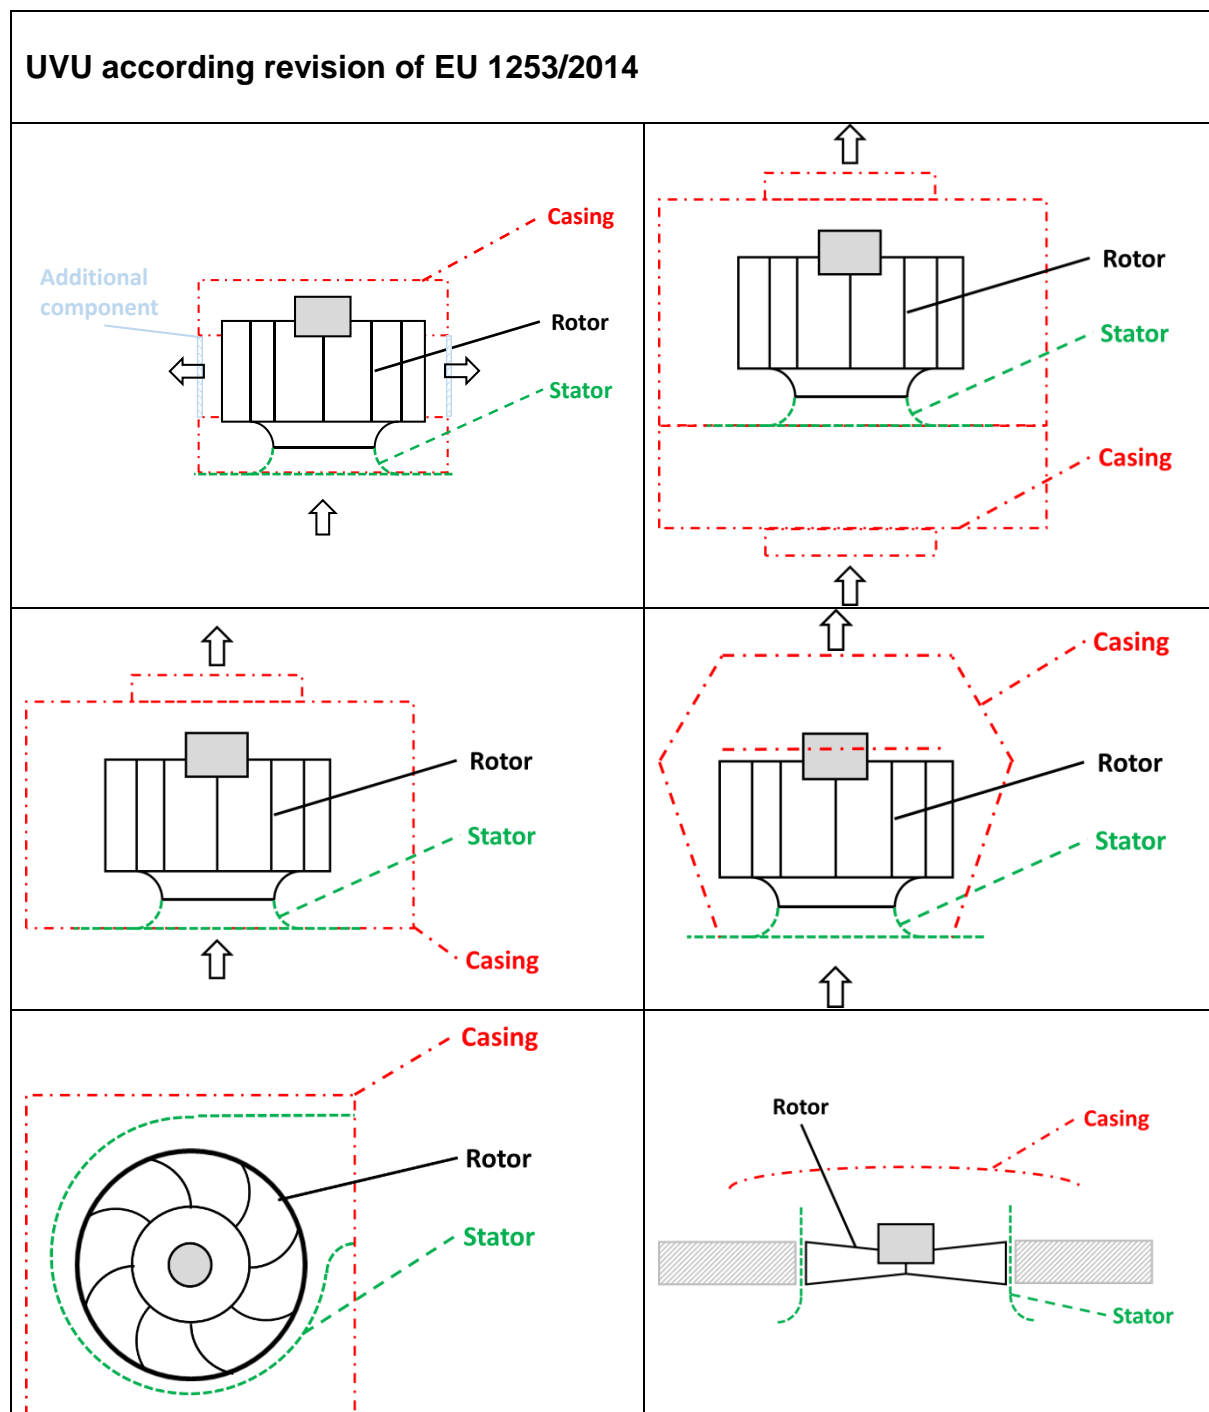 UVU according revision of EU 1253/2014
Casing
Additional
component
Rotor
Stator
Rotor
Stator
Casing
Rotor
Stator
Casing
Casing
Rotor
Stator
Casing
Rotor
Stator
Rotor
Casing
Stator